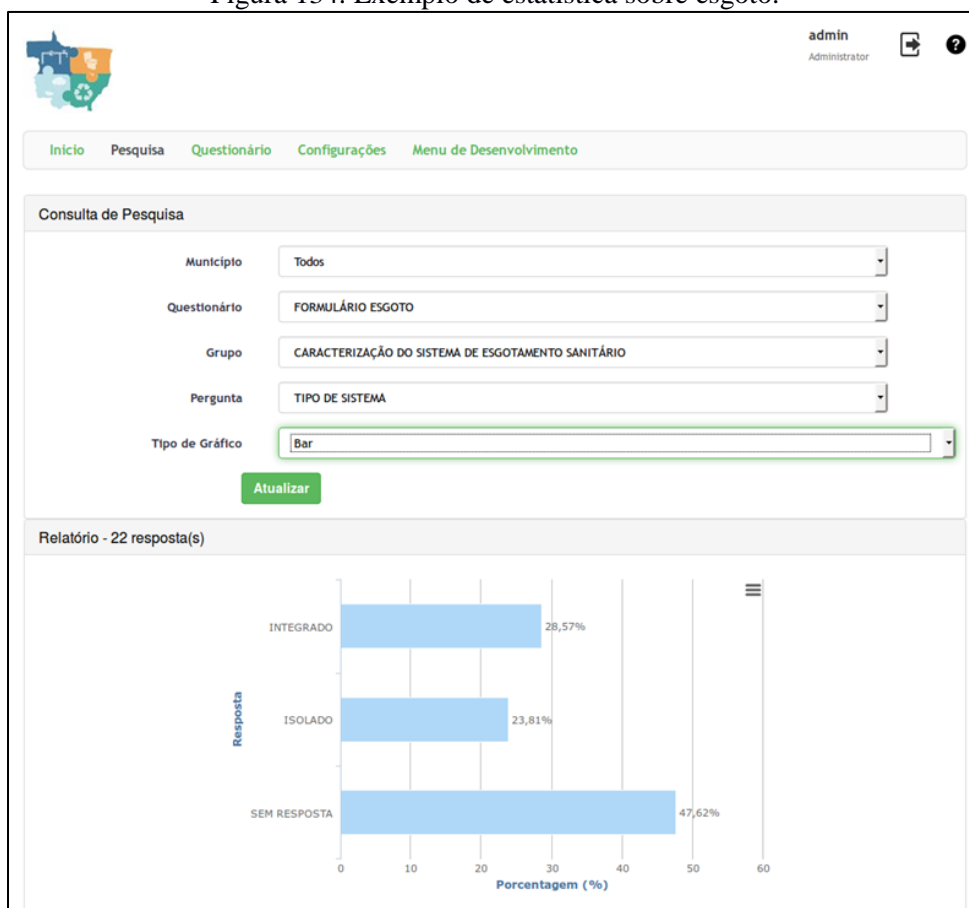 Figura 134. Exemplo de estatística sobre esgoto.
admin
Administrator
Inicio Pesquisa Questionário Configurações Menu de Desenvolvimento
Consulta de Pesquisa
Município Todos
Questionário FORMULÁRIO ESGOTO
Grupo CARACTERIZAÇÃO DO SISTEMA DE ESGOTAMENTO SANITÁRIO
Pergunta TIPO DE SISTEMA
Tipo de Gráfico Bar
Atualizar
Relatório - 22 resposta(s)
INTEGRADO 28,57%
Resposta
ISOLADO 23,81%
SEM RESPOSTA 47,62%
0 10 20 30 40 50 60
Porcentagem (%)